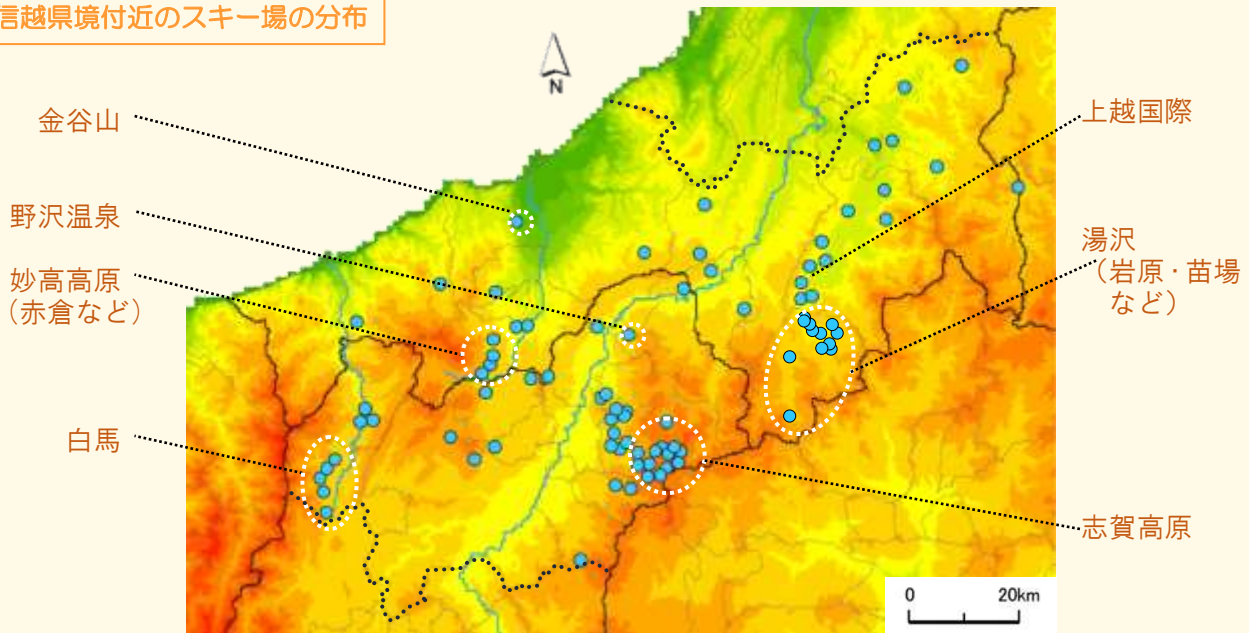 信越県境付近のスキー場の分布
N
金谷山
野沢温泉
妙高高原
（赤倉など）
白馬
上越国際
湯沢
（岩原・苗場
など）
志賀高原
0 20km